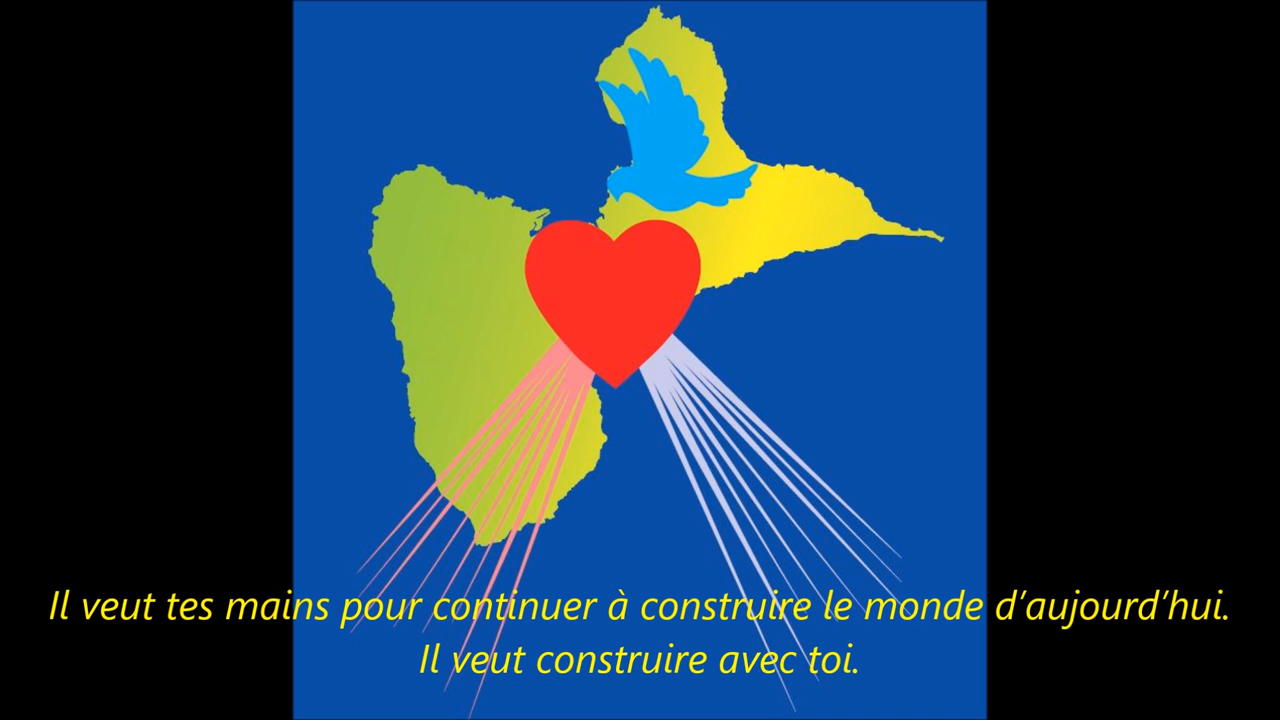 Il veut tes mains pour continuer à construire le monde d'aujourd'hui.
Il veut construire avec toi.